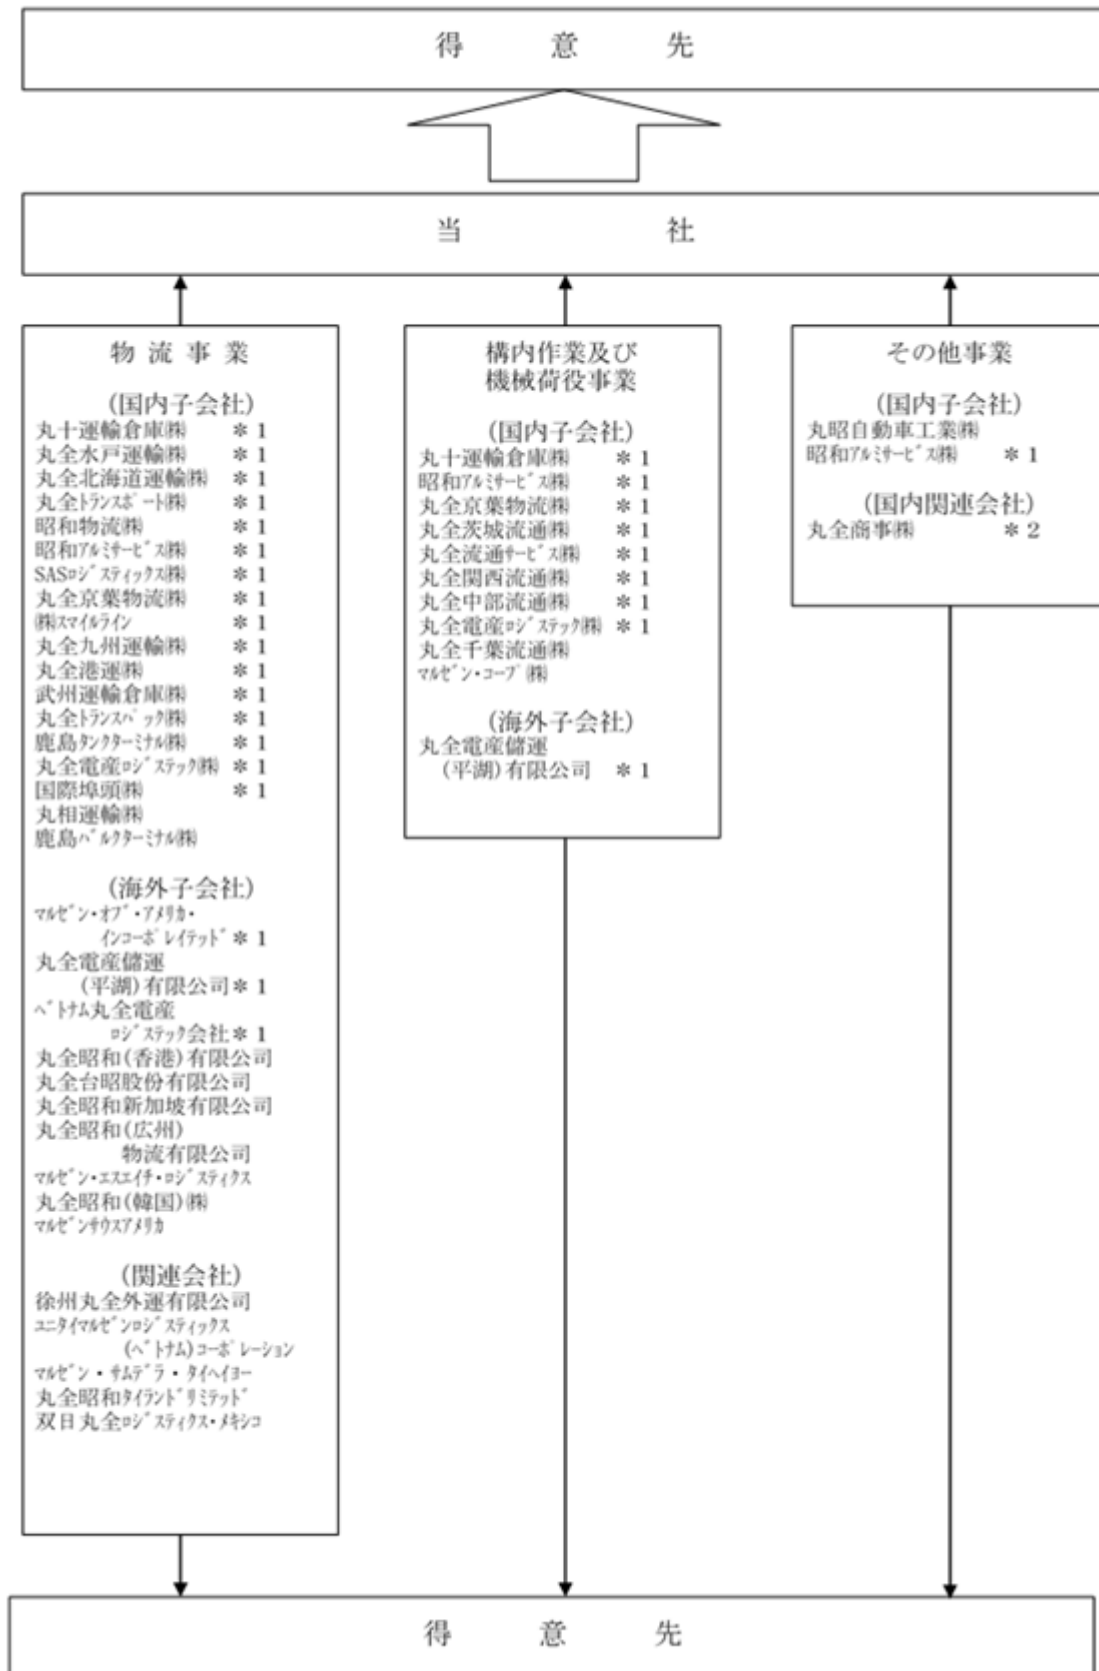 得 意 先
当 社
物 流 事 業
(国内子会社)
丸十運輸倉庫㈱ ＊1
丸全水戸運輸㈱ ＊1
丸全北海道運輸㈱ ＊1
丸全ﾄﾗﾝｽﾎﾟｰﾄ㈱ ＊1
昭和物流㈱ ＊1
昭和ｱﾙﾐｻｰﾋﾞｽ㈱ ＊1
SASﾛｼﾞｽﾃｨｯｸｽ㈱ ＊1
丸全京葉物流㈱ ＊1
㈱ｽﾏｲﾙﾗｲﾝ ＊1
丸全九州運輸㈱ ＊1
丸全港運㈱ ＊1
武州運輸倉庫㈱ ＊1
丸全ﾄﾗﾝｽﾊﾟｯｸ㈱ ＊1
鹿島ﾀﾝｸﾀｰﾐﾅﾙ㈱ ＊1
丸全電産ﾛｼﾞｽﾃｯｸ㈱ ＊1
国際埠頭㈱ ＊1
丸相運輸㈱
鹿島ﾊﾞﾙｸﾀｰﾐﾅﾙ㈱
(海外子会社)
ﾏﾙｾﾞﾝ･ｵﾌﾞ･ｱﾒﾘｶ･
ｲﾝｺｰﾎﾟﾚｲﾃｯﾄﾞ＊1
丸全電産儲運
(平湖)有限公司＊1
ﾍﾞﾄﾅﾑ丸全電産
ﾛｼﾞｽﾃｯｸ会社＊1
丸全昭和(香港)有限公司
丸全台昭股份有限公司
丸全昭和新加坡有限公司
丸全昭和(広州)
物流有限公司
ﾏﾙｾﾞﾝ･ｴｽｴｲﾁ･ﾛｼﾞｽﾃｨｸｽ
丸全昭和(韓国)㈱
ﾏﾙｾﾞﾝｻｳｽｱﾒﾘｶ
(関連会社)
徐州丸全外運有限公司
ﾕﾆﾀｲﾏﾙｾﾞﾝﾛｼﾞｽﾃｨｯｸｽ
(ﾍﾞﾄﾅﾑ)ｺｰﾎﾟﾚｰｼｮﾝ
ﾏﾙｾﾞﾝ・ｻﾑﾃﾞﾗ・ﾀｲﾍｲﾖｰ
丸全昭和ﾀｲﾗﾝﾄﾞﾘﾐﾃｯﾄﾞ
双日丸全ﾛｼﾞｽﾃｨｸｽ･ﾒｷｼｺ
構内作業及び
機械荷役事業
(国内子会社)
丸十運輸倉庫㈱ ＊1
昭和ｱﾙﾐｻｰﾋﾞｽ㈱ ＊1
丸全京葉物流㈱ ＊1
丸全茨城流通㈱ ＊1
丸全流通ｻｰﾋﾞｽ㈱ ＊1
丸全関西流通㈱ ＊1
丸全中部流通㈱ ＊1
丸全電産ﾛｼﾞｽﾃｯｸ㈱ ＊1
丸全千葉流通㈱
ﾏﾙｾﾞﾝ･ｺｰﾌﾟ㈱
(海外子会社)
丸全電産儲運
(平湖)有限公司 ＊1
その他事業
(国内子会社)
丸昭自動車工業㈱
昭和ｱﾙﾐｻｰﾋﾞｽ㈱ ＊1
(国内関連会社)
丸全商事㈱ ＊2
得 意 先